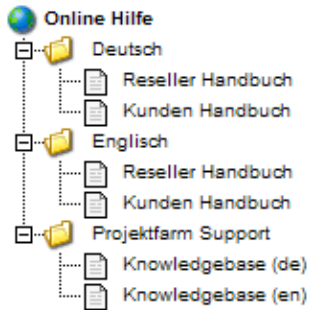 Online Hilfe
Deutsch
Reseller Handbuch
Kunden Handbuch
Englisch
Reseller Handbuch
Kunden Handbuch
Projektfarm Support
Knowledgebase (de)
Knowledgebase (en)